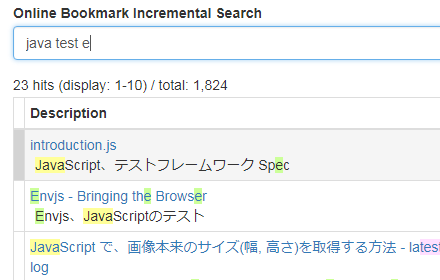 Online Bookmark Incremental Search
java test e
23 hits (display: 1-10) / total: 1,824
Description
introduction.js
JavaScript、テストフレームワーク Spec
Envjs - Bringing the Browser
Envjs、JavaScriptのテスト
JavaScript で、画像本来のサイズ(幅, 高さ)を取得する方法 - latest
log